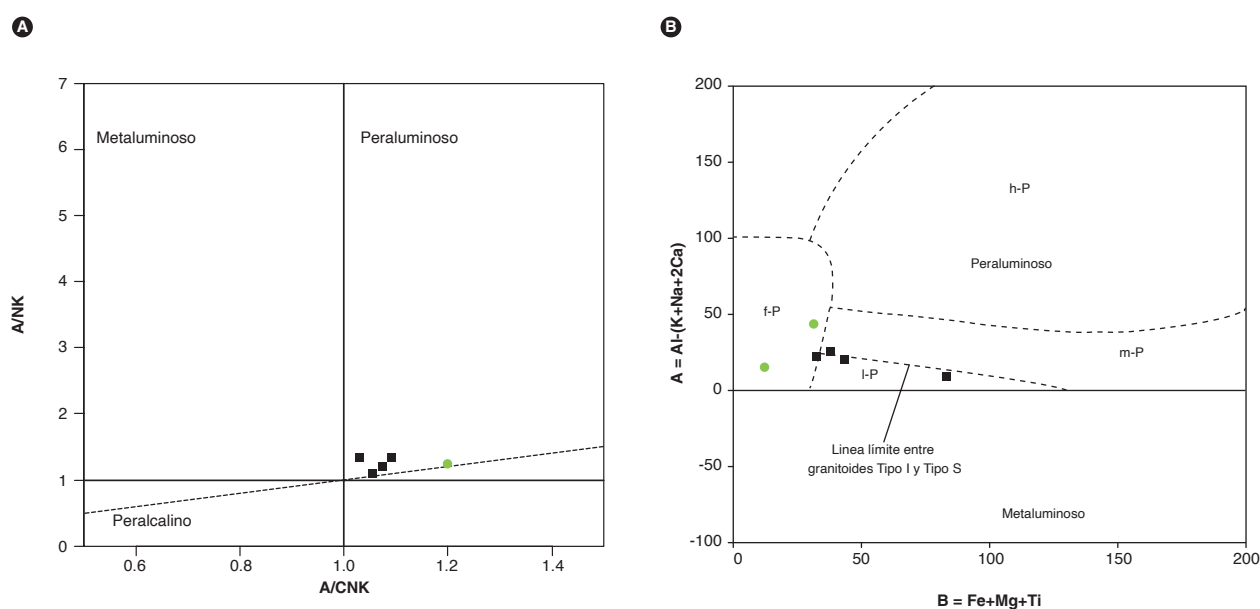 A
7
6
5
4
3
2
1
0
Metaluminoso
Peraluminoso
Peralcalino
0.6
0.8
1.0
1.2
1.4
A/NK
A/CNK
B
200
150
100
50
0
-50
-100
h-P
Peraluminoso
f-P
m-P
l-P
Linea límite entre
granitoides Tipo I y Tipo S
Metaluminoso
0
50
100
150
200
A = Al-(K+Na+2Ca)
B = Fe+Mg+Ti